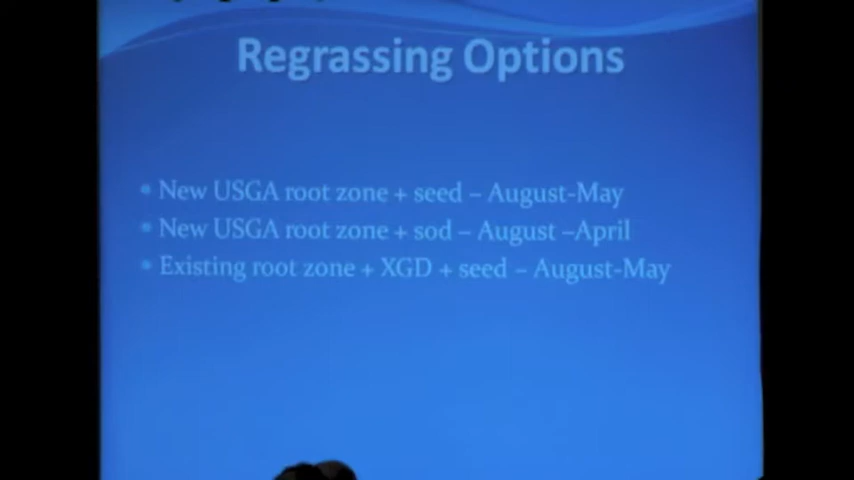 Regrassing Options
• New USGA root zone + seed – August-May
• New USGA root zone + sod – August –April
• Existing root zone + XGD + seed – August-May